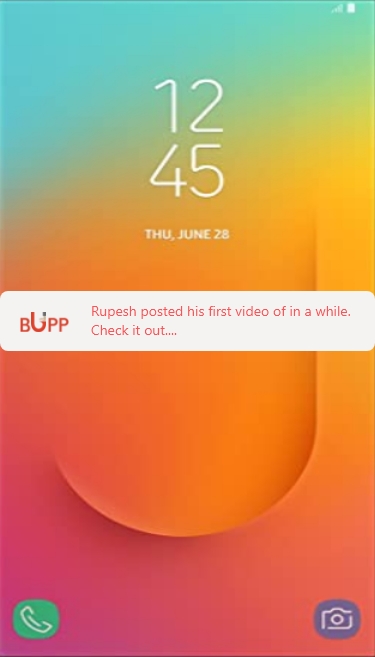 12
45
THU, JUNE 28
BUPP
Rupesh posted his first video of in a while.
Check it out....